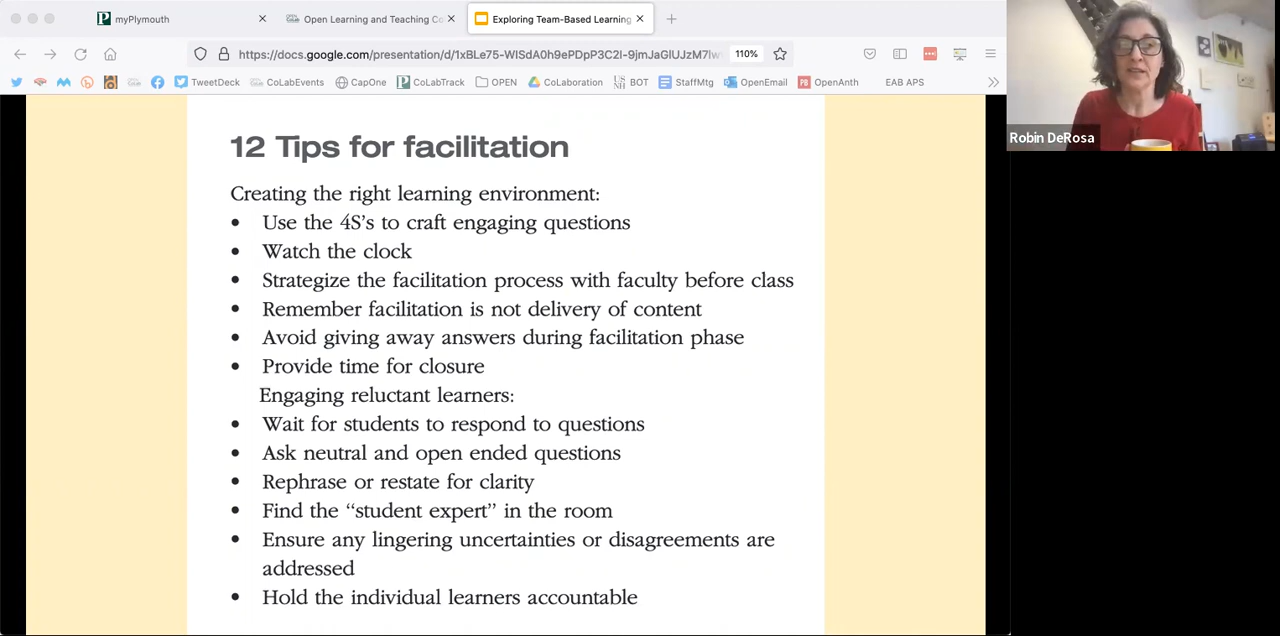 myPlymouth
Open Learning and Teaching Co
Exploring Team-Based Learning
https://docs.google.com/presentation/d/1xBLe75-WISdA0h9ePDpP3C2I-9jmJaGlUJzM7lw
110%
TweetDeck
CoLabEvents
CapOne
CoLabTrack
OPEN
CoLaboration
BOT
StaffMtg
OpenEmail
OpenAnth
EAB APS
Robin DeRosa
12 Tips for facilitation
Creating the right learning environment:
• Use the 4S's to craft engaging questions
• Watch the clock
• Strategize the facilitation process with faculty before class
• Remember facilitation is not delivery of content
• Avoid giving away answers during facilitation phase
• Provide time for closure
Engaging reluctant learners:
• Wait for students to respond to questions
• Ask neutral and open ended questions
• Rephrase or restate for clarity
• Find the “student expert” in the room
• Ensure any lingering uncertainties or disagreements are
addressed
• Hold the individual learners accountable